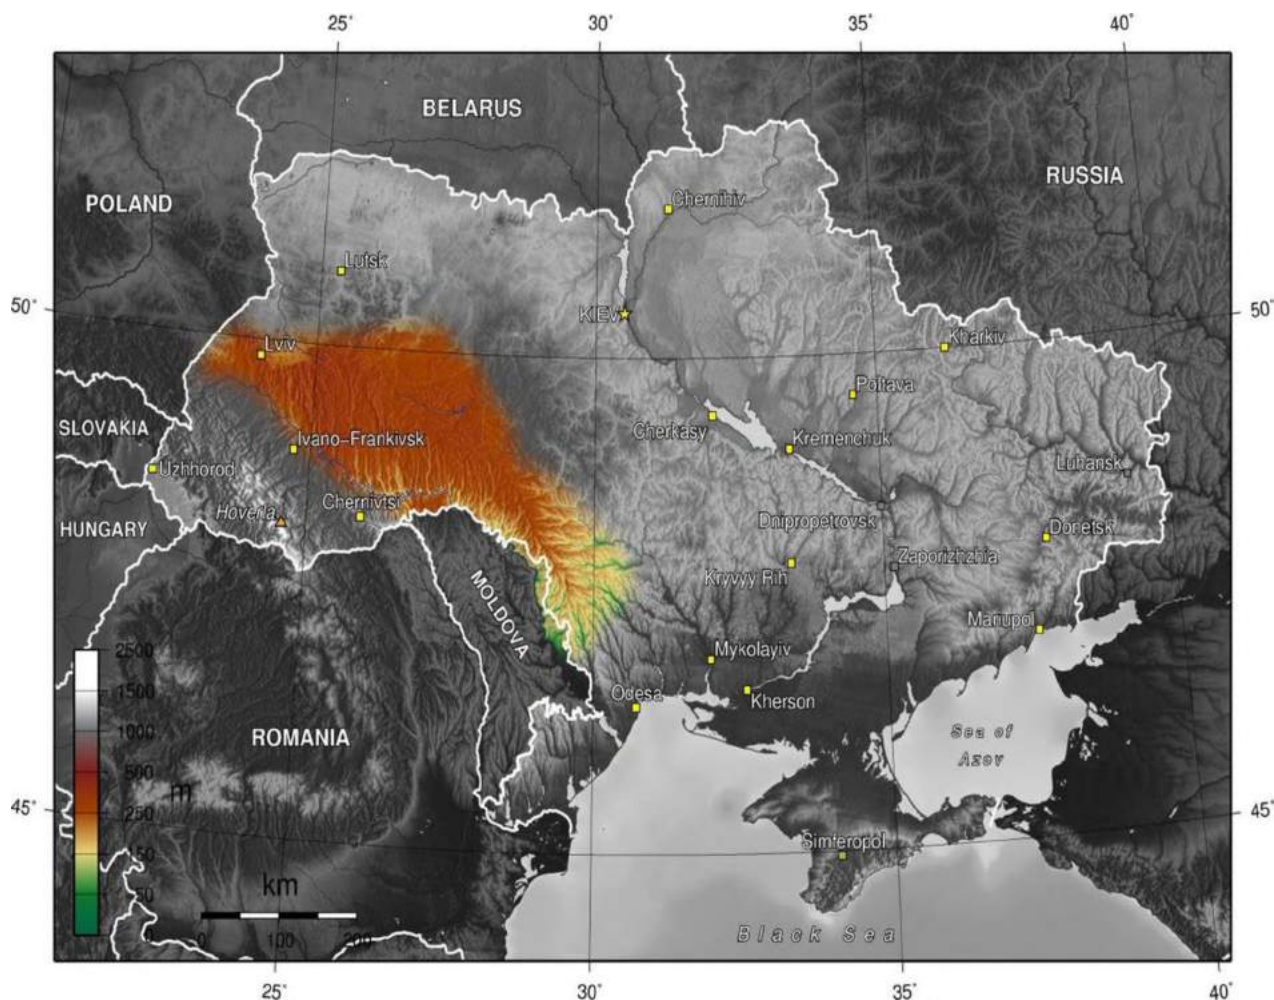 25°
30°
35°
40°
BELARUS
RUSSIA
POLAND
Chernihiv
Lutsk
50°
50°
KIEV
Lviv
Kharkiv
Poltava
SLOVAKIA
Cherkasy
Ivano-Frankivsk
Kremenchuk
Uzhhorod
Luhansk
Chernivtsi
Hoverla
HUNGARY
Dnipropetrovsk
Donetsk
Zaporizhzhia
Kryvyy Rih
MOLDOVA
Mariupol
Mykolayiv
2500
Odesa
Kherson
1500
1000
ROMANIA
Sea of
Azov
500
m
250
45°
45°
Simferopol
150
50
km
0
0
100
200
Black Sea
25°
30°
35°
40°